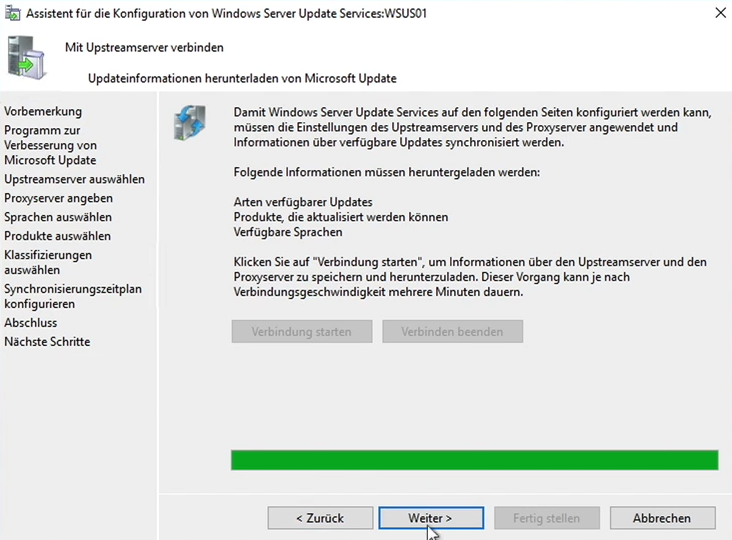 Assistent für die Konfiguration von Windows Server Update Services:WSUS01
Mit Upstreamserver verbinden
Updateinformationen herunterladen von Microsoft Update
Vorbemerkung
Programm zur
Verbesserung von
Microsoft Update
Upstreamserver auswählen
Proxyserver angeben
Sprachen auswählen
Produkte auswählen
Klassifizierungen
auswählen
Synchronisierungszeitplan
konfigurieren
Abschluss
Nächste Schritte
Damit Windows Server Update Services auf den folgenden Seiten konfiguriert werden kann,
müssen die Einstellungen des Upstreamservers und des Proxyserver angewendet und
Informationen über verfügbare Updates synchronisiert werden.
Folgende Informationen müssen heruntergeladen werden:
Arten verfügbarer Updates
Produkte, die aktualisiert werden können
Verfügbare Sprachen
Klicken Sie auf "Verbindung starten", um Informationen über den Upstreamserver und den
Proxyserver zu speichern und herunterzuladen. Dieser Vorgang kann je nach
Verbindungsgeschwindigkeit mehrere Minuten dauern.
Verbindung starten
Verbinden beenden
< Zurück
Weiter >
Fertig stellen
Abbrechen